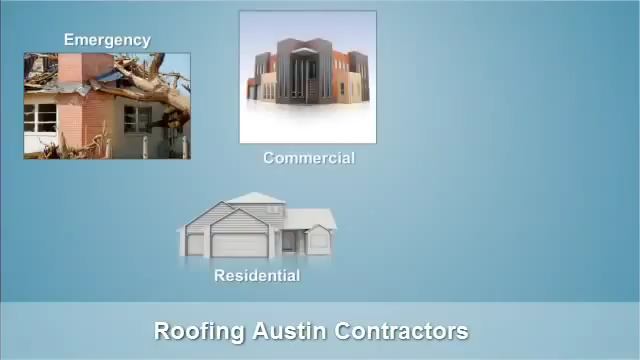 Emergency
Commercial
Residential
Roofing Austin Contractors